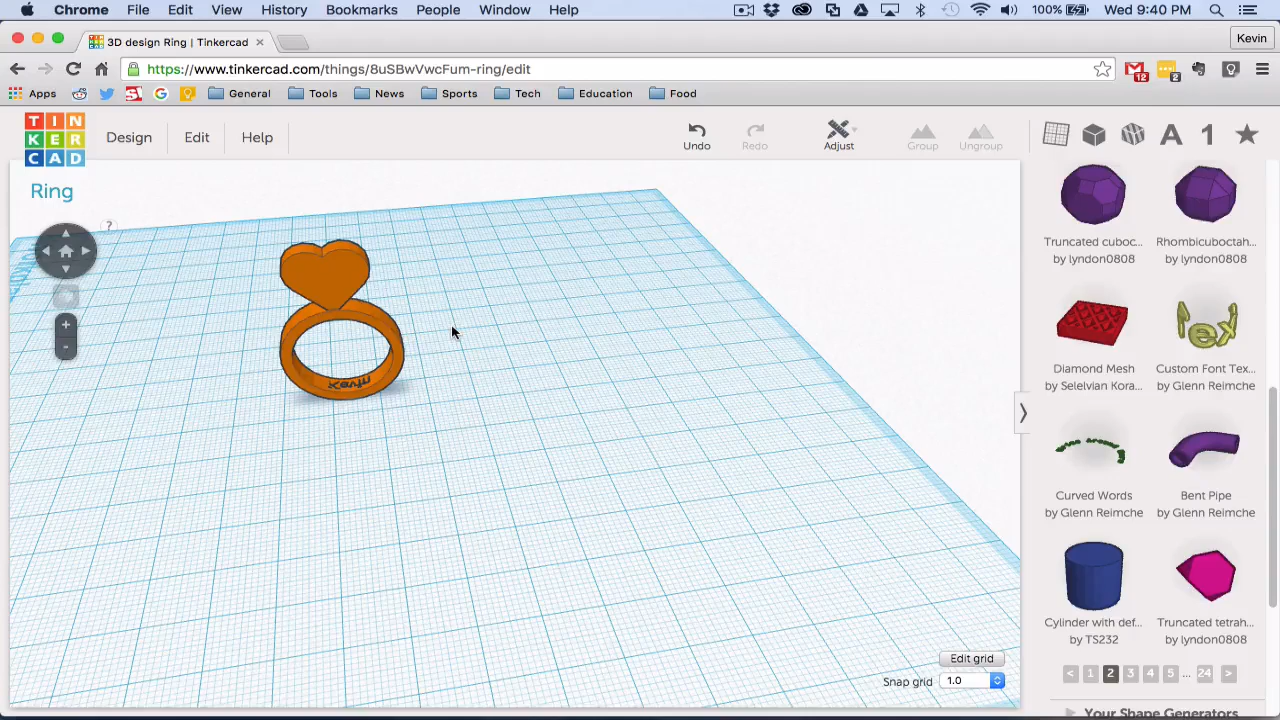 Chrome File Edit View History Bookmarks People Window Help 100% Wed 9:40 PM
3D design Ring | Tinkercad Kevin
https://www.tinkercad.com/things/8uSBwVwcFum-ring/edit 12 2
Apps General Tools News Sports Tech Education Food
TIN
KER
CAD
Design Edit Help Undo Redo Adjust Group Ungroup A 1
Ring
?
+
-
Kevin
Truncated cuboc... Rhombicuboctah...
by lyndon0808 by lyndon0808
Tex
Diamond Mesh Custom Font Tex...
by Selelvian Kora... by Glenn Reimche
Curved Words Bent Pipe
by Glenn Reimche by Glenn Reimche
Cylinder with def... Truncated tetrah...
by TS232 by lyndon0808
Edit grid
< 1 2 3 4 5 ... 24 >
Snap grid 1.0
Your Shape Generators